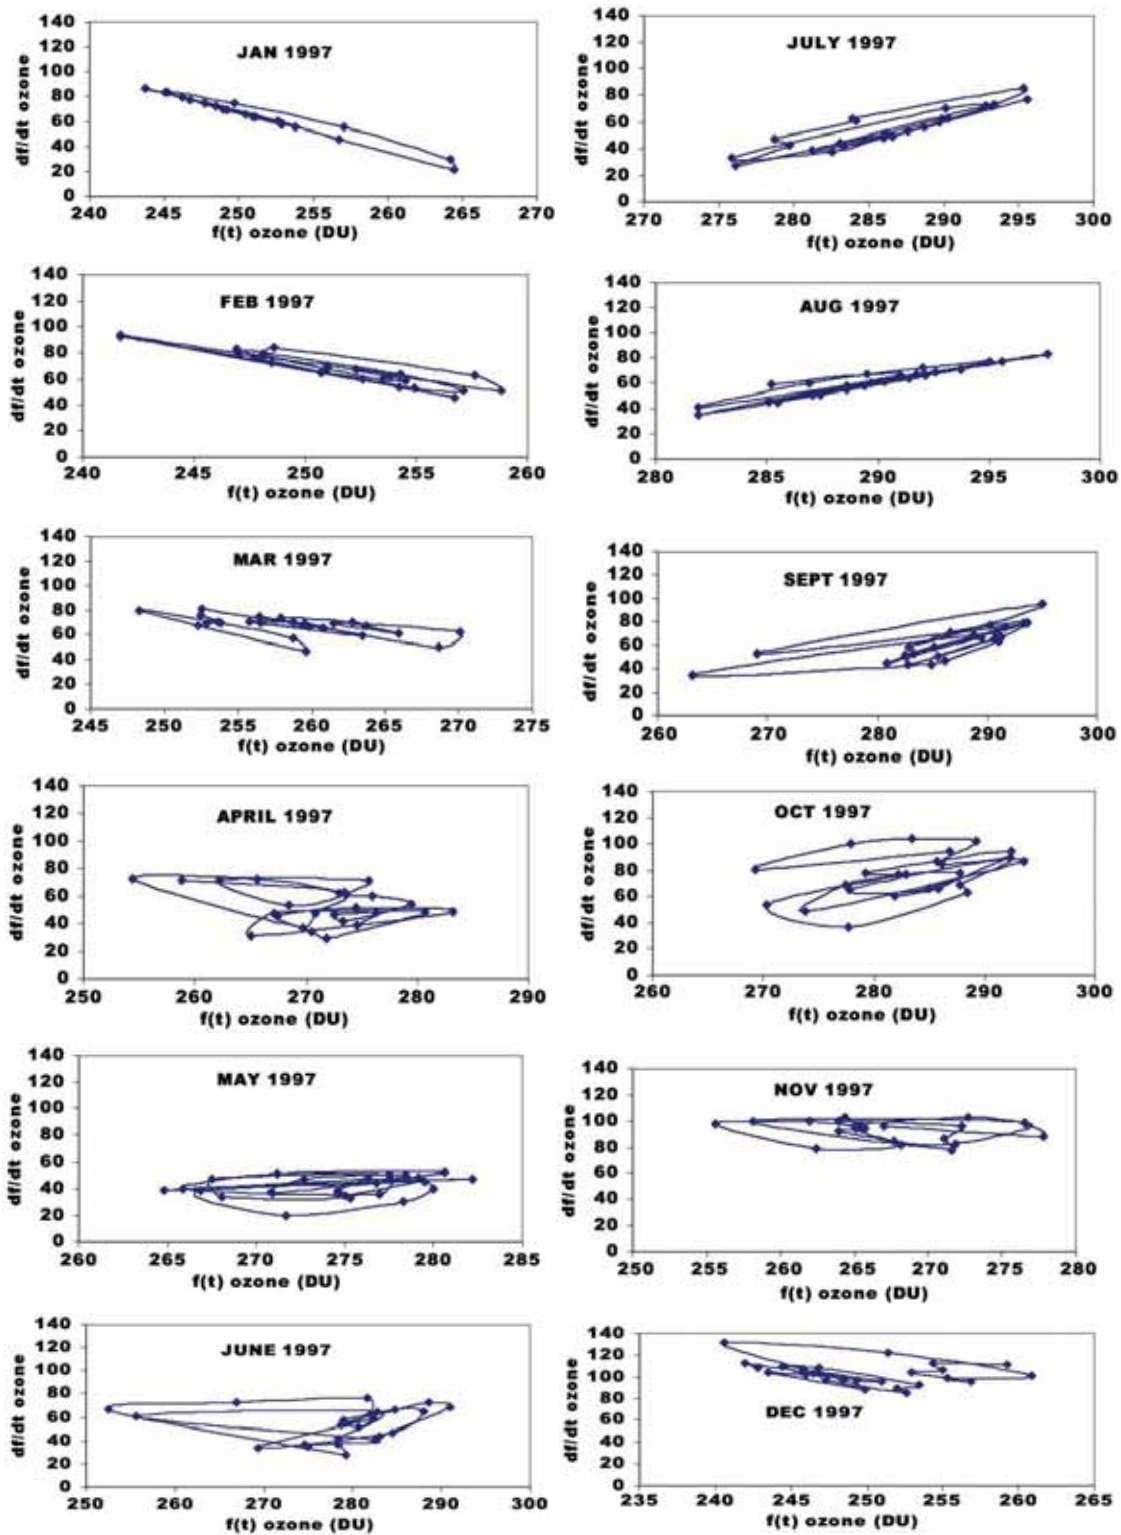 140
120
100
80
60
40
20
0
df/dt ozone
JAN 1997
240 245 250 255 260 265 270
f(t) ozone (DU)
140
120
100
80
60
40
20
0
df/dt ozone
JULY 1997
270 275 280 285 290 295 300
f(t) ozone (DU)
140
120
100
80
60
40
20
0
df/dt ozone
FEB 1997
240 245 250 255 260
f(t) ozone (DU)
140
120
100
80
60
40
20
0
df/dt ozone
AUG 1997
280 285 290 295 300
f(t) ozone (DU)
140
120
100
80
60
40
20
0
df/dt ozone
MAR 1997
245 250 255 260 265 270 275
f(t) ozone (DU)
140
120
100
80
60
40
20
0
df/dt ozone
SEPT 1997
260 270 280 290 300
f(t) ozone (DU)
140
120
100
80
60
40
20
0
df/dt ozone
APRIL 1997
250 260 270 280 290
f(t) ozone (DU)
140
120
100
80
60
40
20
0
df/dt ozone
OCT 1997
260 270 280 290 300
f(t) ozone (DU)
140
120
100
80
60
40
20
0
df/dt ozone
MAY 1997
260 265 270 275 280 285
f(t) ozone (DU)
140
120
100
80
60
40
20
0
df/dt ozone
NOV 1997
250 255 260 265 270 275 280
f(t) ozone (DU)
140
120
100
80
60
40
20
0
df/dt ozone
JUNE 1997
250 260 270 280 290 300
f(t) ozone (DU)
140
120
100
80
60
40
20
0
df/dt ozone
DEC 1997
235 240 245 250 255 260 265
f(t) ozone (DU)